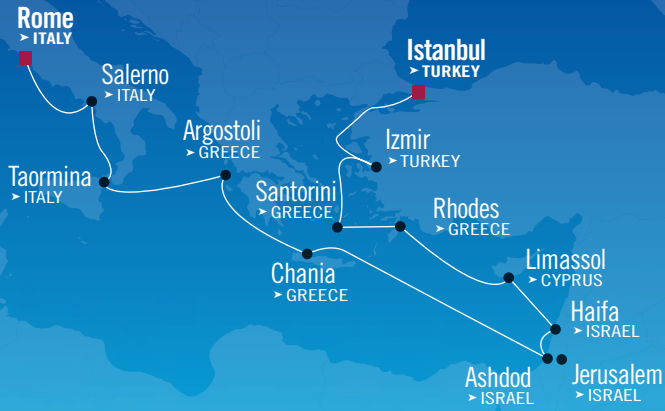 Rome
➤ ITALY
Salerno
➤ ITALY
Istanbul
➤ TURKEY
Argostoli
➤ GREECE
Izmir
➤ TURKEY
Taormina
➤ ITALY
Santorini
➤ GREECE
Rhodes
➤ GREECE
Chania
➤ GREECE
Limassol
➤ CYPRUS
Haifa
➤ ISRAEL
Ashdod
➤ ISRAEL
Jerusalem
➤ ISRAEL